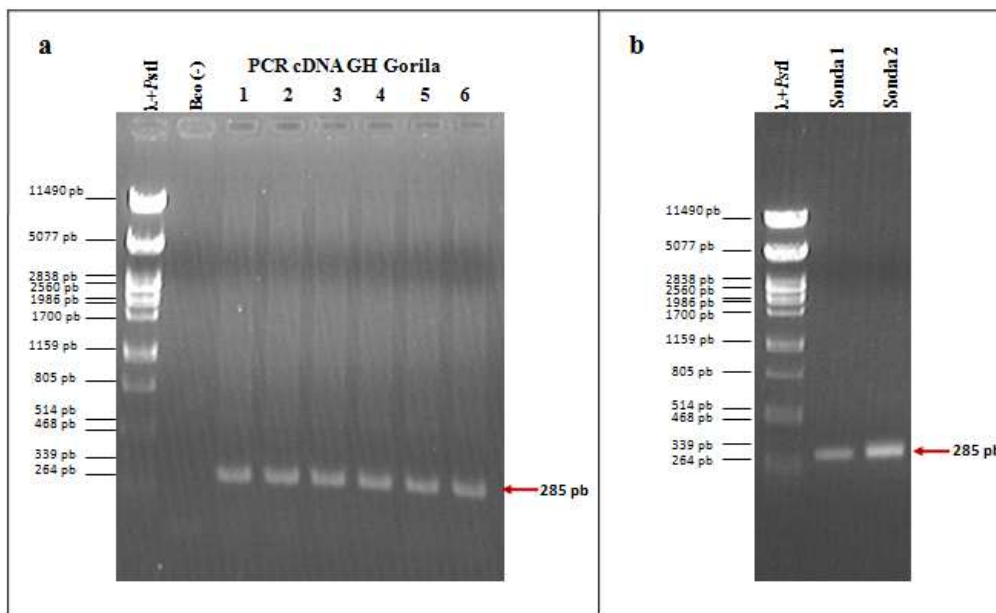 a
λ+PstI
Bco (-)
PCR cDNA GH Gorila
1 2 3 4 5 6
11490 pb
5077 pb
2838 pb
2560 pb
1986 pb
1700 pb
1159 pb
805 pb
514 pb
468 pb
339 pb
264 pb
285 pb
b
λ+PstI
Sonda 1
Sonda 2
11490 pb
5077 pb
2838 pb
2560 pb
1986 pb
1700 pb
1159 pb
805 pb
514 pb
468 pb
339 pb
264 pb
285 pb